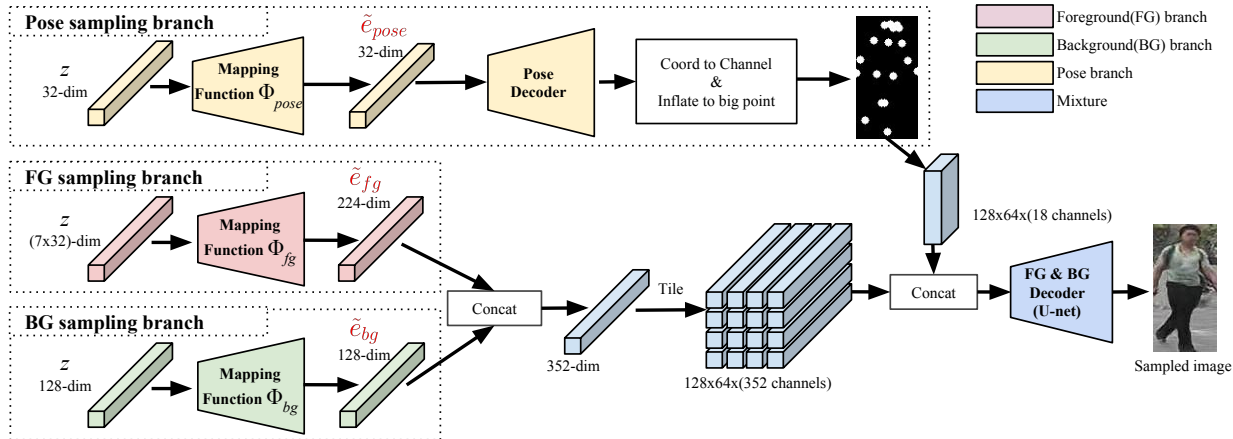 Pose sampling branch
z
32-dim
Mapping
Function Φpose
ẽpose
32-dim
Pose
Decoder
Coord to Channel
&
Inflate to big point
Foreground(FG) branch
Background(BG) branch
Pose branch
Mixture
FG sampling branch
z
(7x32)-dim
Mapping
Function Φfg
ẽfg
224-dim
BG sampling branch
z
128-dim
Mapping
Function Φbg
ẽbg
128-dim
Concat
352-dim
Tile
128x64x(352 channels)
128x64x(18 channels)
Concat
FG & BG
Decoder
(U-net)
Sampled image